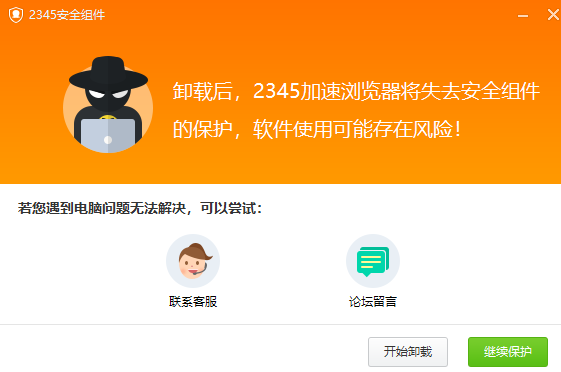 2345安全组件
卸载后，2345加速浏览器将失去安全组件
的保护，软件使用可能存在风险！
若您遇到电脑问题无法解决，可以尝试：
联系客服
论坛留言
开始卸载
继续保护